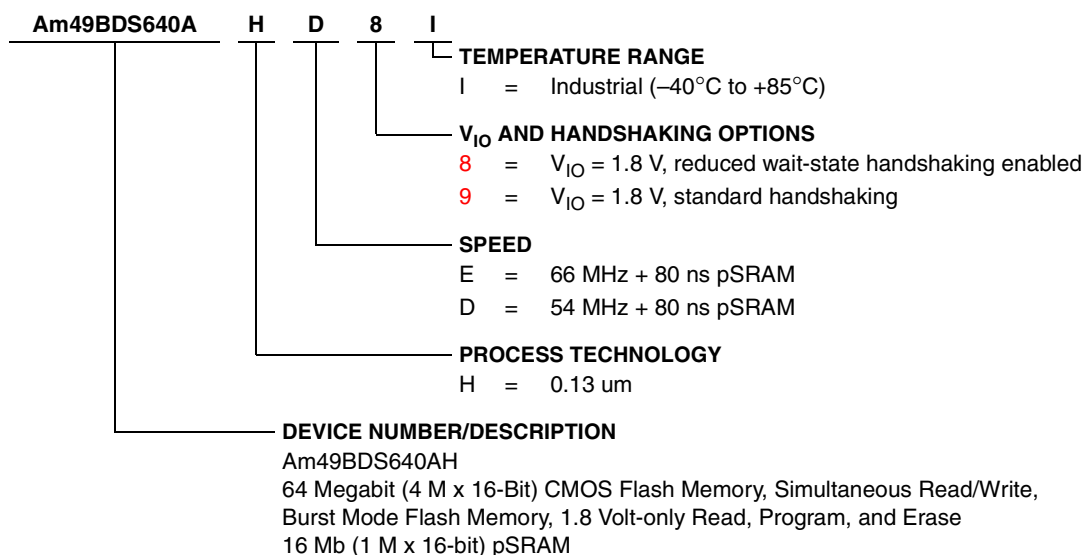 Am49BDS640A H D 8 I
TEMPERATURE RANGE
I = Industrial (–40°C to +85°C)
VIO AND HANDSHAKING OPTIONS
8 = VIO = 1.8 V, reduced wait-state handshaking enabled
9 = VIO = 1.8 V, standard handshaking
SPEED
E = 66 MHz + 80 ns pSRAM
D = 54 MHz + 80 ns pSRAM
PROCESS TECHNOLOGY
H = 0.13 um
DEVICE NUMBER/DESCRIPTION
Am49BDS640AH
64 Megabit (4 M x 16-Bit) CMOS Flash Memory, Simultaneous Read/Write,
Burst Mode Flash Memory, 1.8 Volt-only Read, Program, and Erase
16 Mb (1 M x 16-bit) pSRAM